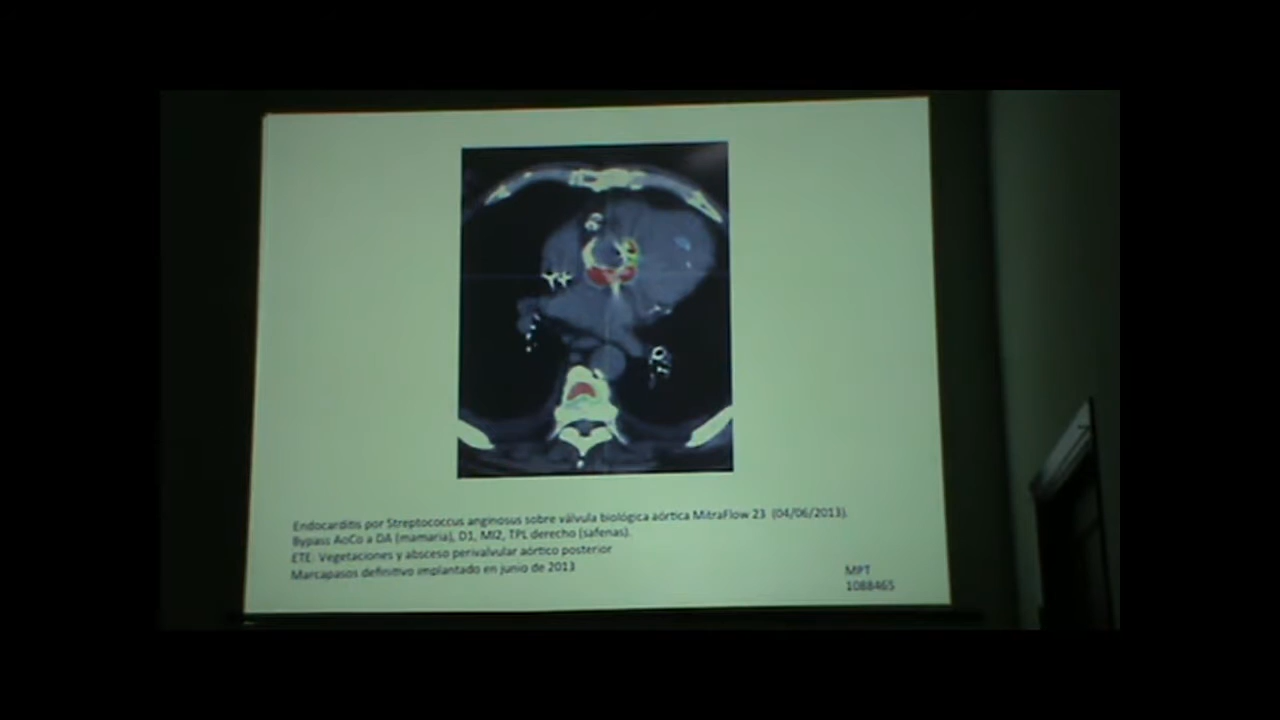 Endocarditis por Streptococcus anginosus sobre válvula biológica aórtica MitraFlow 23 (04/06/2013).
Bypass AoCo a DA (mamaria), D1, MI2, TPL derecho (safenas).
ETE: Vegetaciones y absceso perivalvular aórtico posterior
Marcapasos definitivo implantado en junio de 2013
MPT
1088465